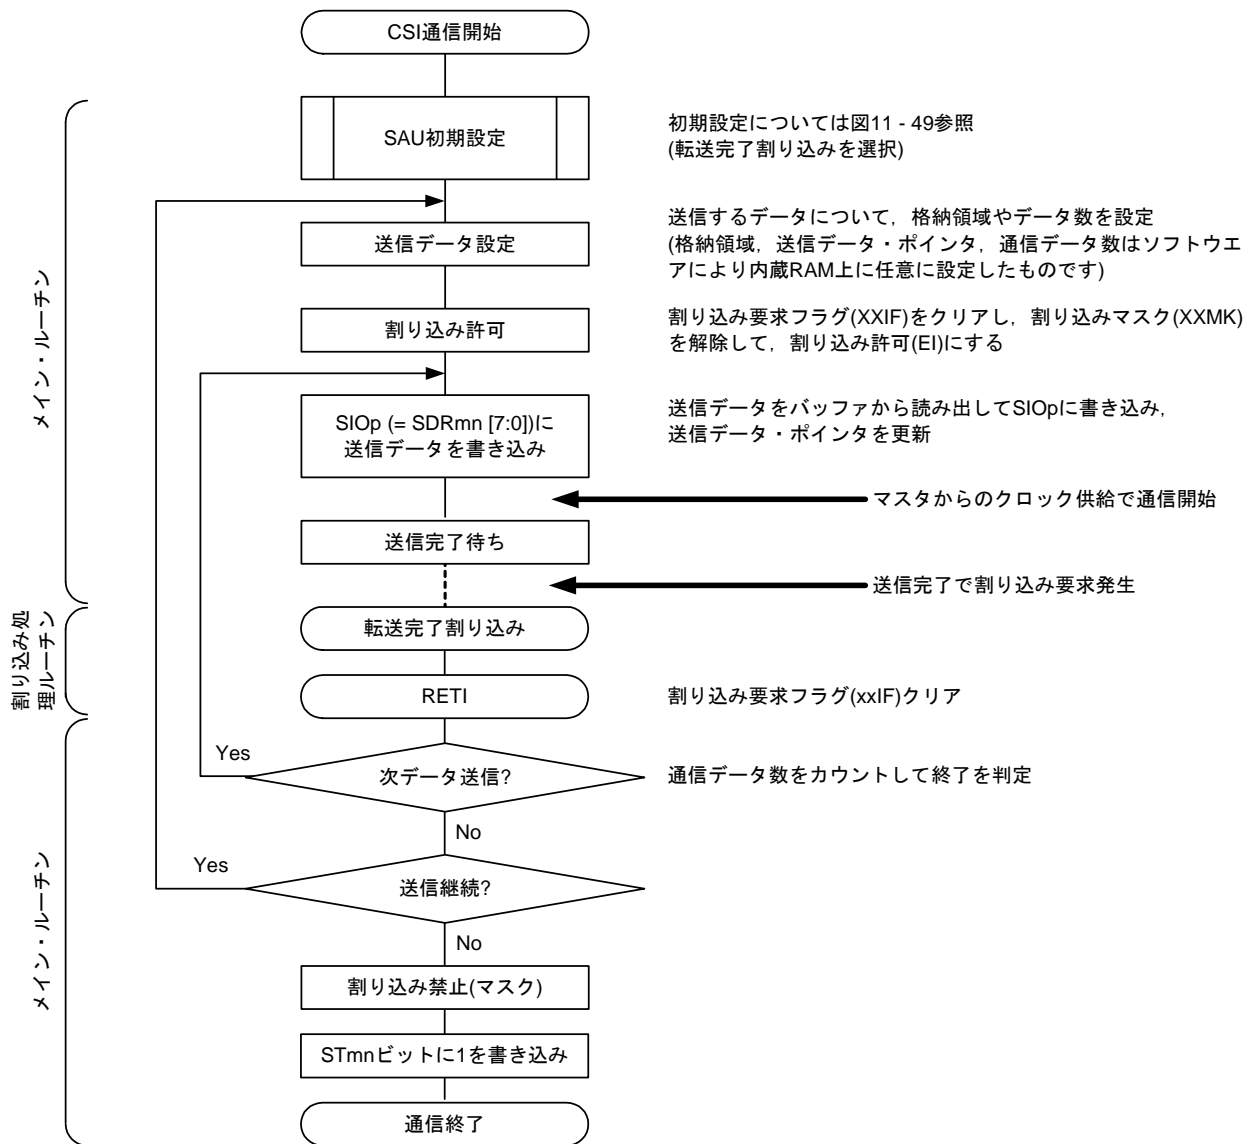 CSI通信開始
SAU初期設定
初期設定については図11 - 49参照
(転送完了割り込みを選択)
送信データ設定
送信するデータについて，格納領域やデータ数を設定
(格納領域，送信データ・ポインタ，通信データ数はソフトウエ
アにより内蔵RAM上に任意に設定したものです)
メイン・ルーチン
割り込み許可
割り込み要求フラグ(XXIF)をクリアし，割り込みマスク(XXMK)
を解除して，割り込み許可(EI)にする
SIOp (= SDRmn [7:0])に
送信データを書き込み
送信データをバッファから読み出してSIOpに書き込み，
送信データ・ポインタを更新
マスタからのクロック供給で通信開始
送信完了待ち
送信完了で割り込み要求発生
割り込み処
理ルーチン
転送完了割り込み
RETI
割り込み要求フラグ(xxIF)クリア
Yes
次データ送信?
通信データ数をカウントして終了を判定
No
Yes
送信継続?
No
メイン・ルーチン
割り込み禁止(マスク)
STmnビットに1を書き込み
通信終了